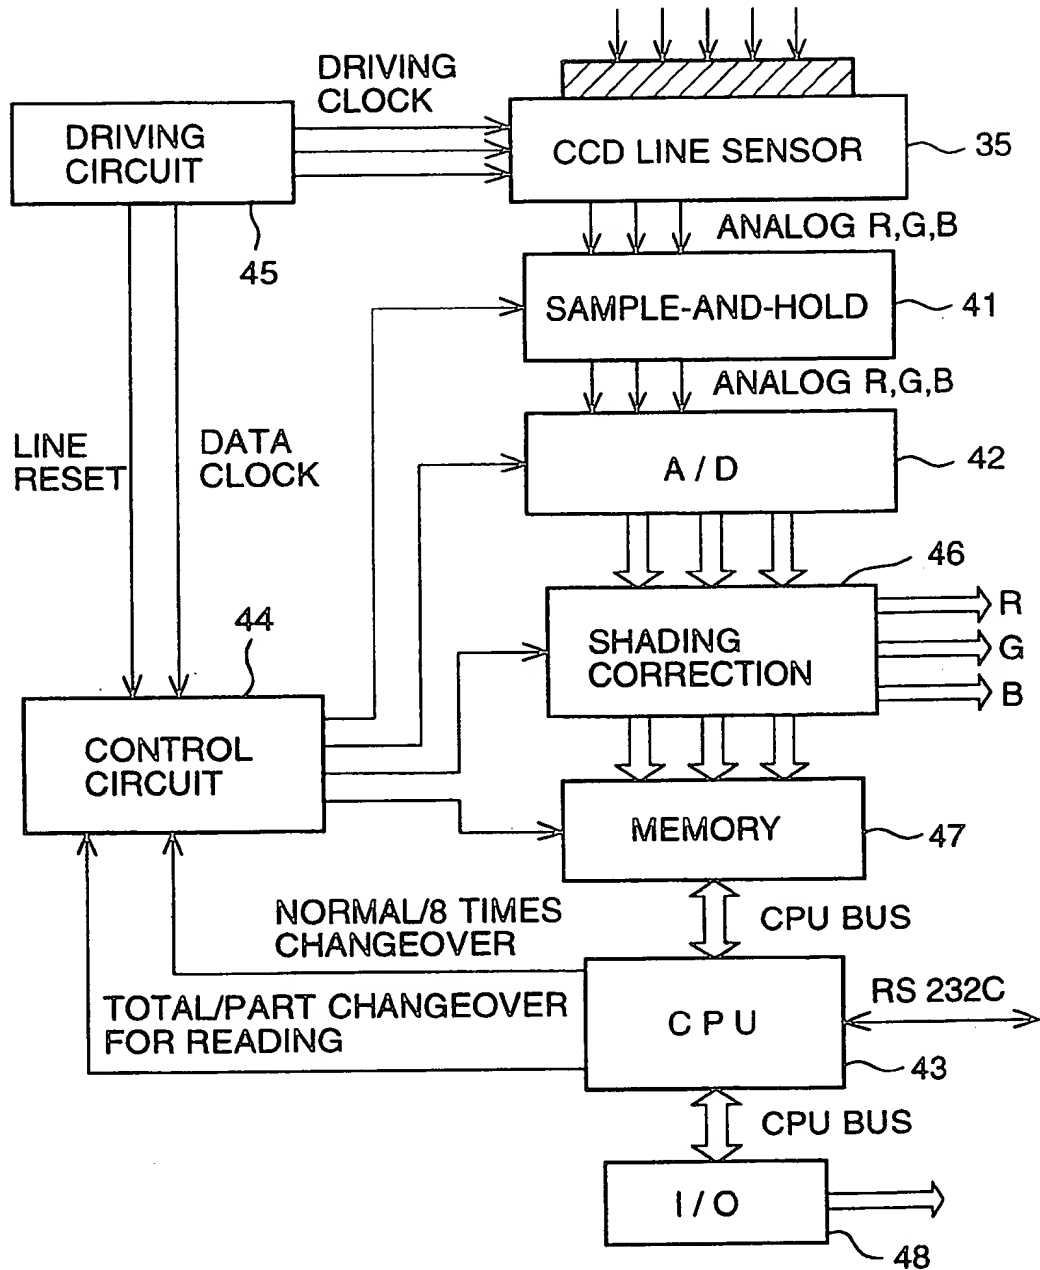 DRIVING
CLOCK
DRIVING
CIRCUIT
CCD LINE SENSOR
35
45
ANALOG R,G,B
SAMPLE-AND-HOLD
41
ANALOG R,G,B
LINE
RESET
DATA
CLOCK
A / D
42
46
R
G
B
SHADING
CORRECTION
44
CONTROL
CIRCUIT
MEMORY
47
NORMAL/8 TIMES
CHANGEOVER
CPU BUS
TOTAL/PART CHANGEOVER
FOR READING
C P U
RS 232C
43
CPU BUS
I / O
48